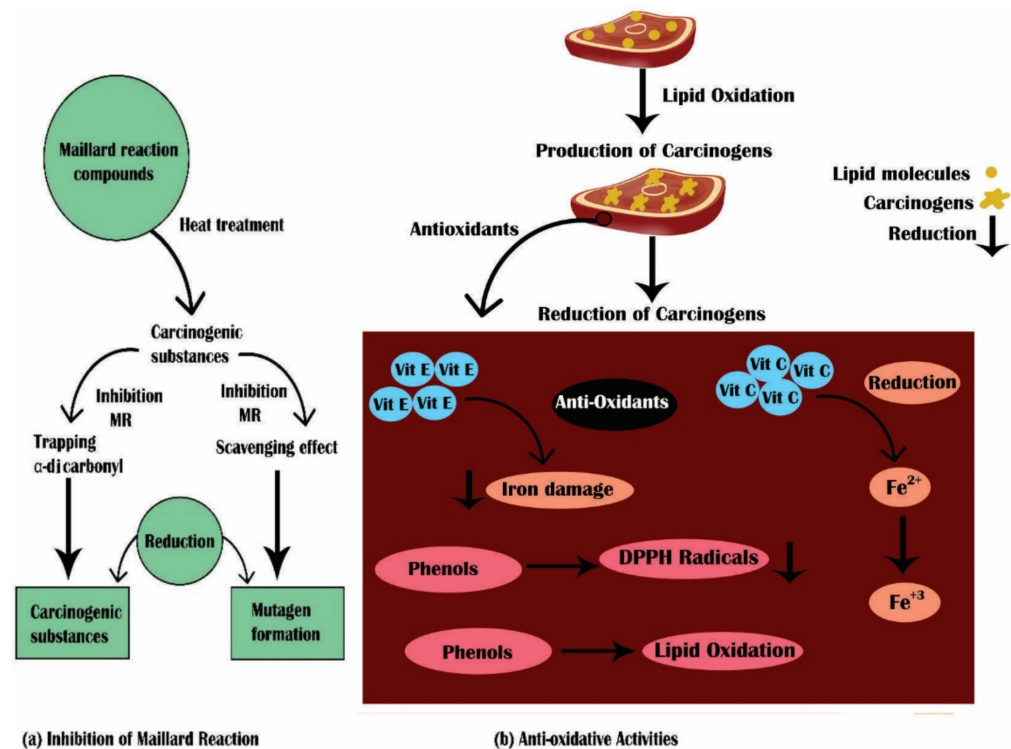 Maillard reaction
compounds
Heat treatment
Carcinogenic
substances
Inhibition
MR
Inhibition
MR
Trapping
α-di carbonyl
Scavenging effect
Reduction
Carcinogenic
substances
Mutagen
formation
(a) Inhibition of Maillard Reaction
Lipid Oxidation
Production of Carcinogens
Lipid molecules
Carcinogens
Reduction
Antioxidants
Reduction of Carcinogens
Vit E Vit E
Vit E Vit E
Anti-Oxidants
Vit C Vit C
Vit C Vit C
Reduction
Iron damage
Fe2+
Phenols
DPPH Radicals
Fe+3
Phenols
Lipid Oxidation
(b) Anti-oxidative Activities